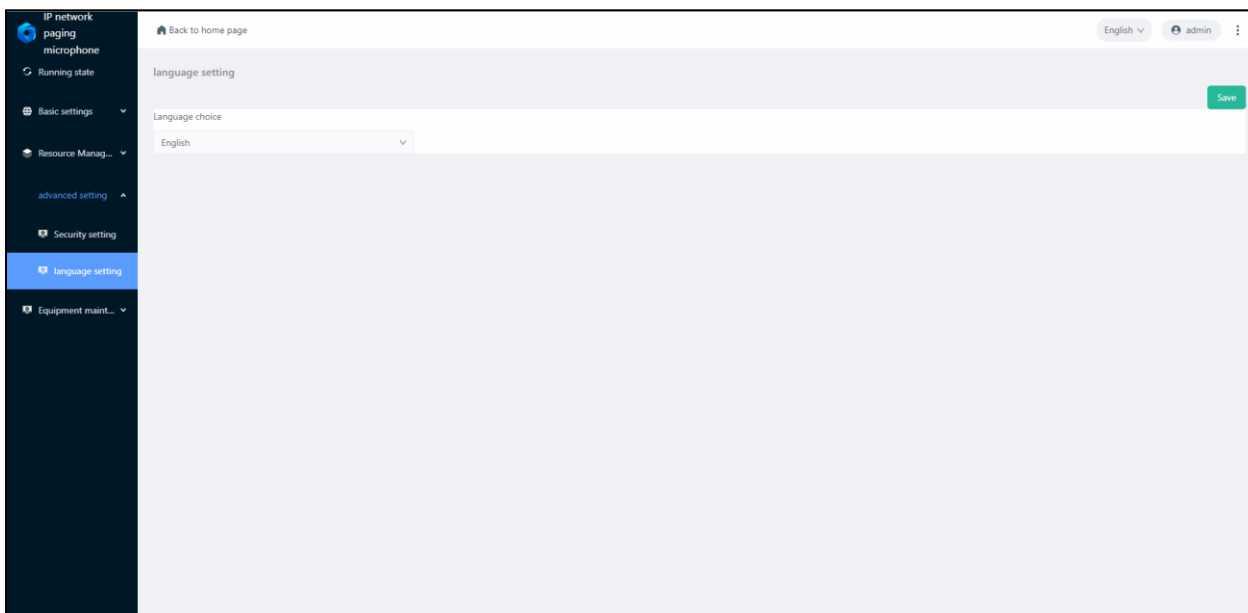 IP network
paging
microphone
Running state
Basic settings
Resource Manag...
advanced setting
Security setting
language setting
Equipment maint...
Back to home page
English
admin
language setting
Save
Language choice
English